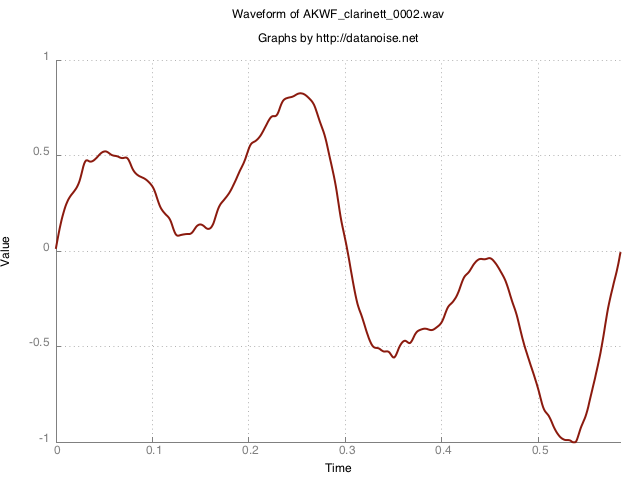 Waveform of AKWF_clarinett_0002.wav
Graphs by http://datanoise.net
1
0.5
0
-0.5
-1
Value
0 0.1 0.2 0.3 0.4 0.5
Time